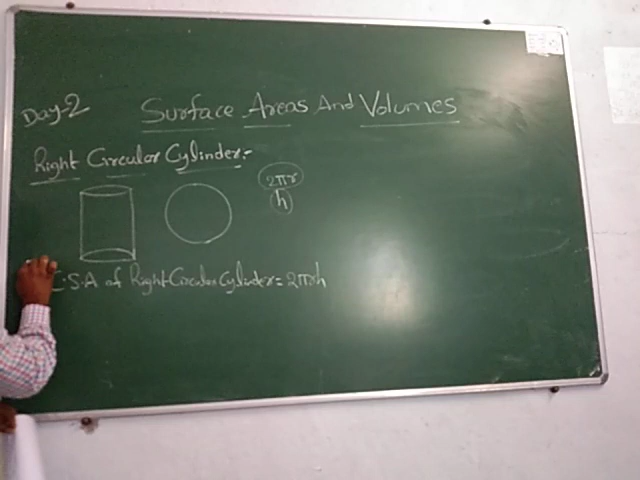 Day-2
Surface Areas And Volumes
Right Circular Cylinder:-
2πr
h
C.S.A of Right Circular Cylinder = 2πrh